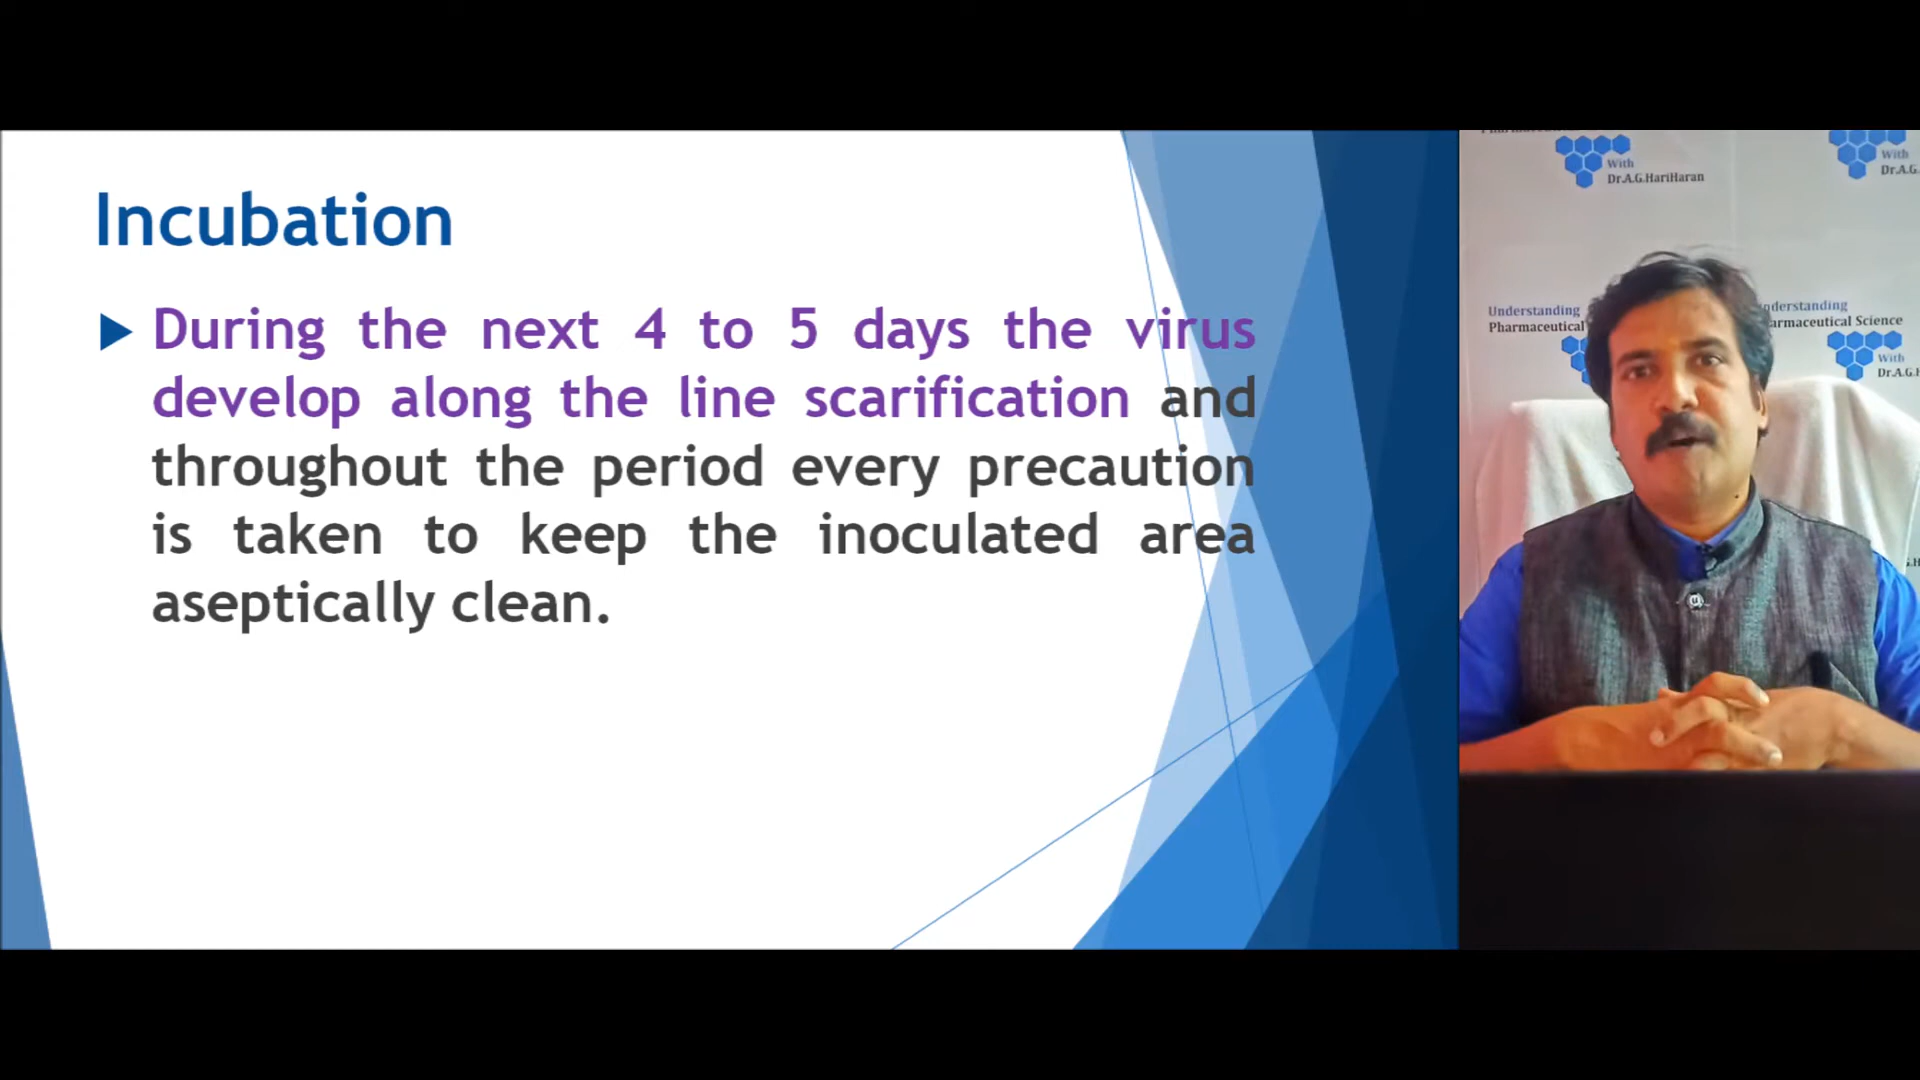 Incubation
During the next 4 to 5 days the virus
develop along the line scarification and
throughout the period every precaution
is taken to keep the inoculated area
aseptically clean.
With
Dr.A.G.HariHaran
With
Dr.A.G.
Understanding
Pharmaceutical
Pharmaceutical Science
With
Dr.A.G.H